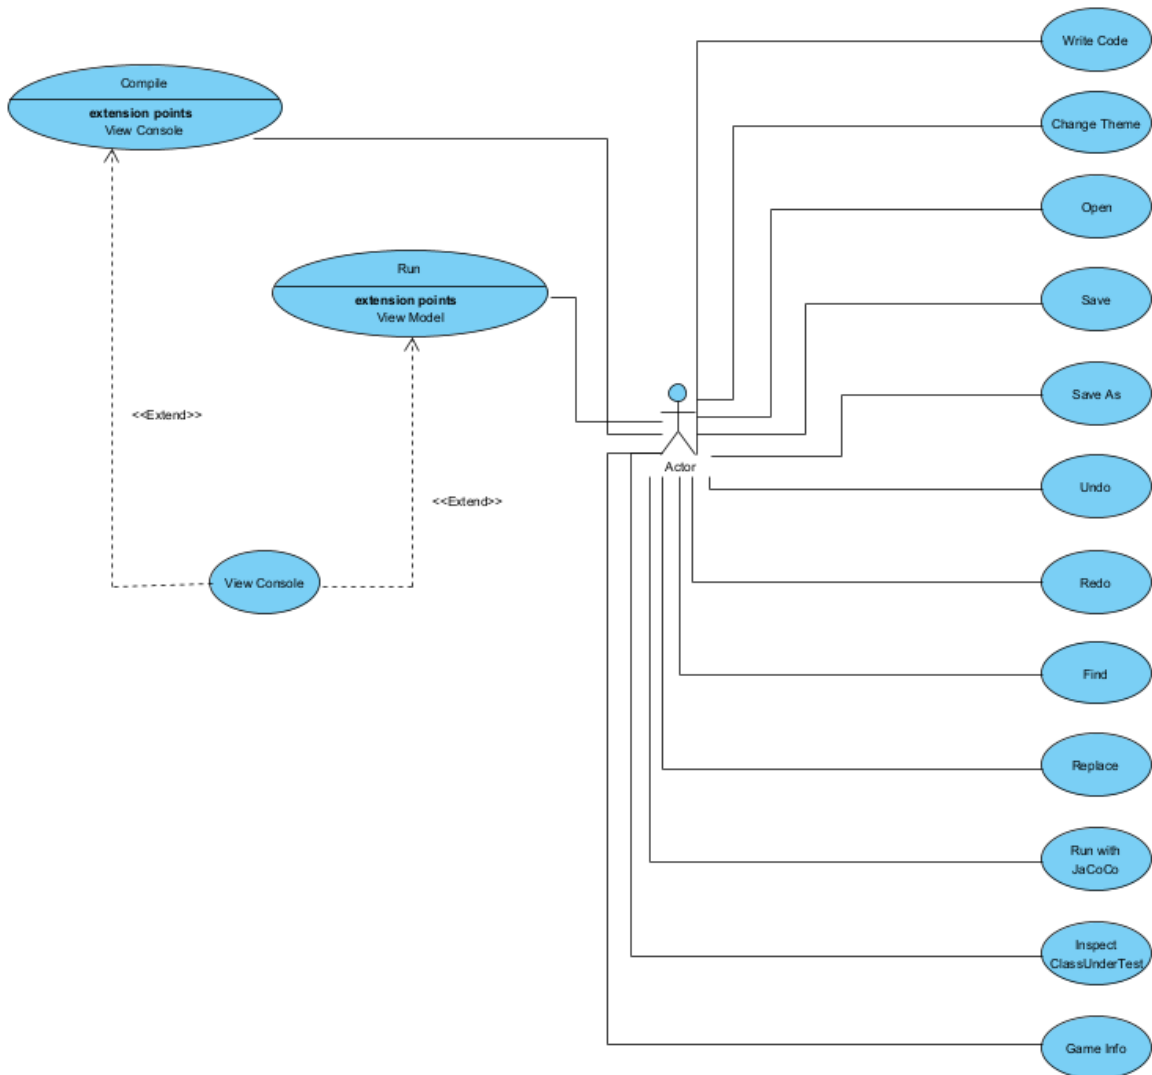 Write Code
Compile
extension points
View Console
Change Theme
Open
Run
extension points
View Model
Save
Save As
<<Extend>>
Actor
Undo
<<Extend>>
View Console
Redo
Find
Replace
Run with
JaCoCo
Inspect
ClassUnderTest
Game Info